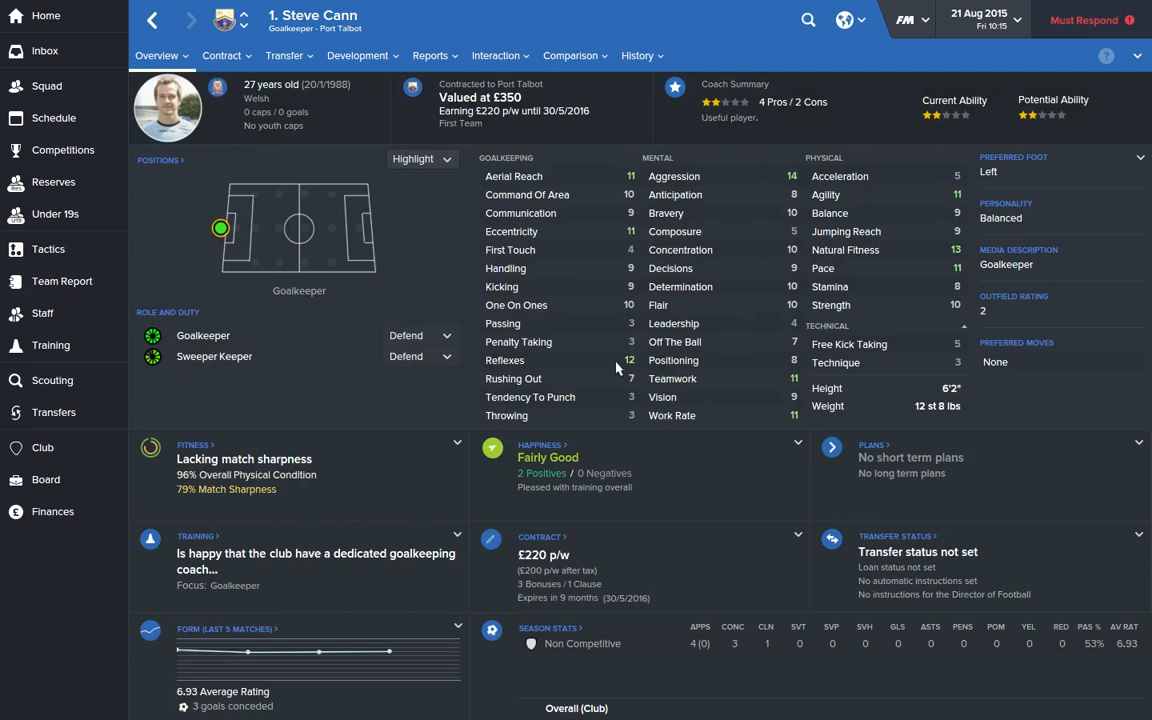 Home
Inbox
Squad
Schedule
Competitions
Res
Reserves
U19s
Under 19s
Tactics
Team Report
Staff
Training
Scouting
Transfers
Club
Board
Finances
1. Steve Cann
Goalkeeper - Port Talbot
FM
21 Aug 2015
Fri 10:15
Must Respond
Overview
Contract
Transfer
Development
Reports
Interaction
Comparison
History
?
27 years old (20/1/1988)
Welsh
0 caps / 0 goals
No youth caps
Contracted to Port Talbot
Valued at £350
Earning £220 p/w until 30/5/2016
First Team
Coach Summary
4 Pros / 2 Cons
Useful player.
Current Ability
Potential Ability
POSITIONS >
Highlight
Goalkeeper
ROLE AND DUTY
Goalkeeper Defend
Sweeper Keeper Defend
GOALKEEPING
Aerial Reach 11
Command Of Area 10
Communication 9
Eccentricity 11
First Touch 4
Handling 9
Kicking 9
One On Ones 10
Passing 3
Penalty Taking 3
Reflexes 12
Rushing Out 7
Tendency To Punch 3
Throwing 3
MENTAL
Aggression 14
Anticipation 8
Bravery 10
Composure 5
Concentration 10
Decisions 9
Determination 10
Flair 10
Leadership 4
Off The Ball 7
Positioning 8
Teamwork 11
Vision 9
Work Rate 11
PHYSICAL
Acceleration 5
Agility 11
Balance 9
Jumping Reach 9
Natural Fitness 13
Pace 11
Stamina 8
Strength 10
TECHNICAL
Free Kick Taking 5
Technique 3
Height 6'2"
Weight 12 st 8 lbs
PREFERRED FOOT
Left
PERSONALITY
Balanced
MEDIA DESCRIPTION
Goalkeeper
OUTFIELD RATING
2
PREFERRED MOVES
None
FITNESS >
Lacking match sharpness
96% Overall Physical Condition
79% Match Sharpness
HAPPINESS >
Fairly Good
2 Positives / 0 Negatives
Pleased with training overall
PLANS >
No short term plans
No long term plans
TRAINING >
Is happy that the club have a dedicated goalkeeping
coach...
Focus: Goalkeeper
CONTRACT >
£220 p/w
(£200 p/w after tax)
3 Bonuses / 1 Clause
Expires in 9 months (30/5/2016)
TRANSFER STATUS >
Transfer status not set
Loan status not set
No automatic instructions set
No instructions for the Director of Football
FORM (LAST 5 MATCHES) >
6.93 Average Rating
3 goals conceded
SEASON STATS > APPS CONC CLN SVT SVP SVH GLS ASTS PENS POM YEL RED PAS % AV RAT
Non Competitive 4 (0) 3 1 0 0 0 0 0 0 0 0 0 53% 6.93
Overall (Club)